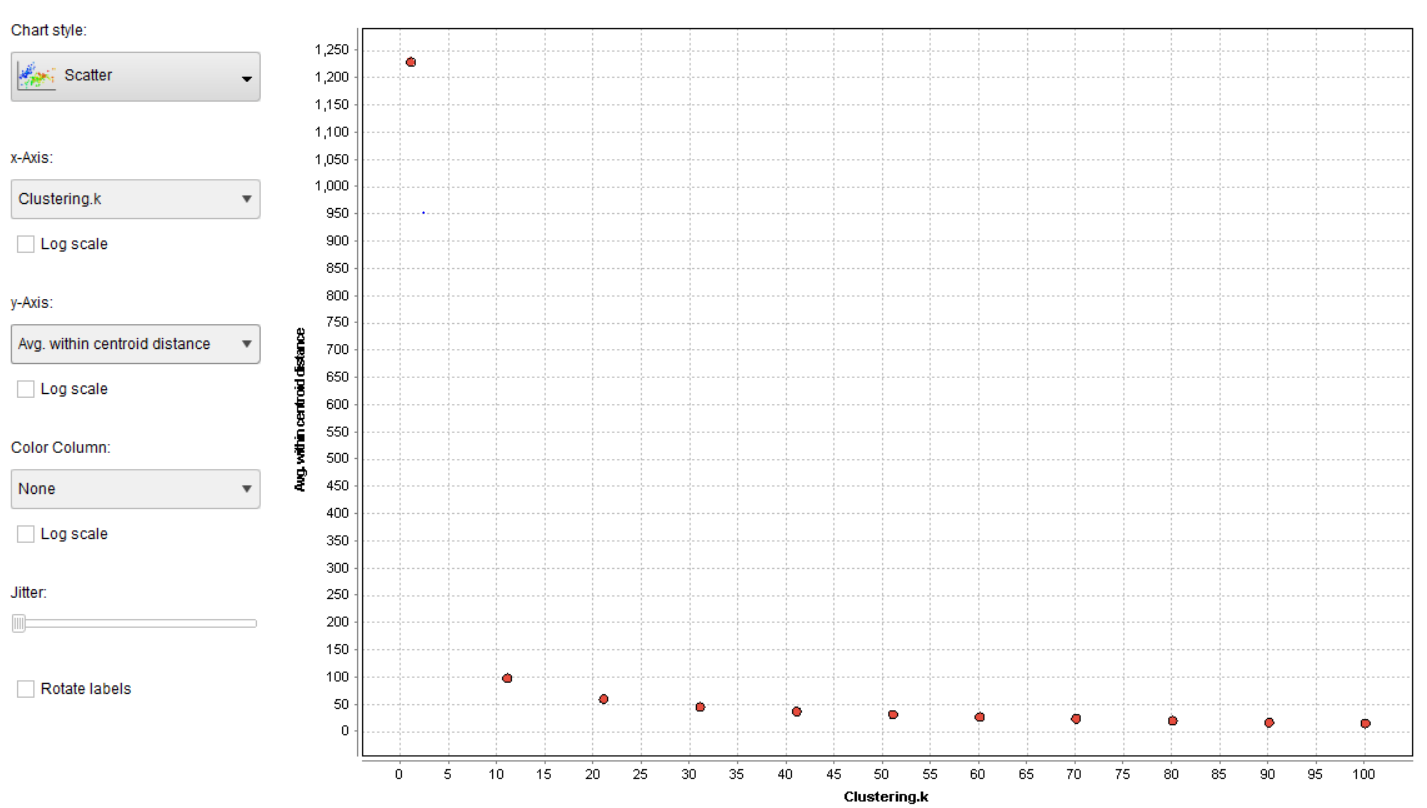 Chart style:
Scatter
x-Axis:
Clustering.k
Log scale
y-Axis:
Avg. within centroid distance
Log scale
Color Column:
None
Log scale
Jitter:
Rotate labels
1,250
1,200
1,150
1,100
1,050
1,000
950
900
850
800
750
700
650
600
550
500
450
400
350
300
250
200
150
100
50
0
Avg. within centroid distance
0 5 10 15 20 25 30 35 40 45 50 55 60 65 70 75 80 85 90 95 100
Clustering.k